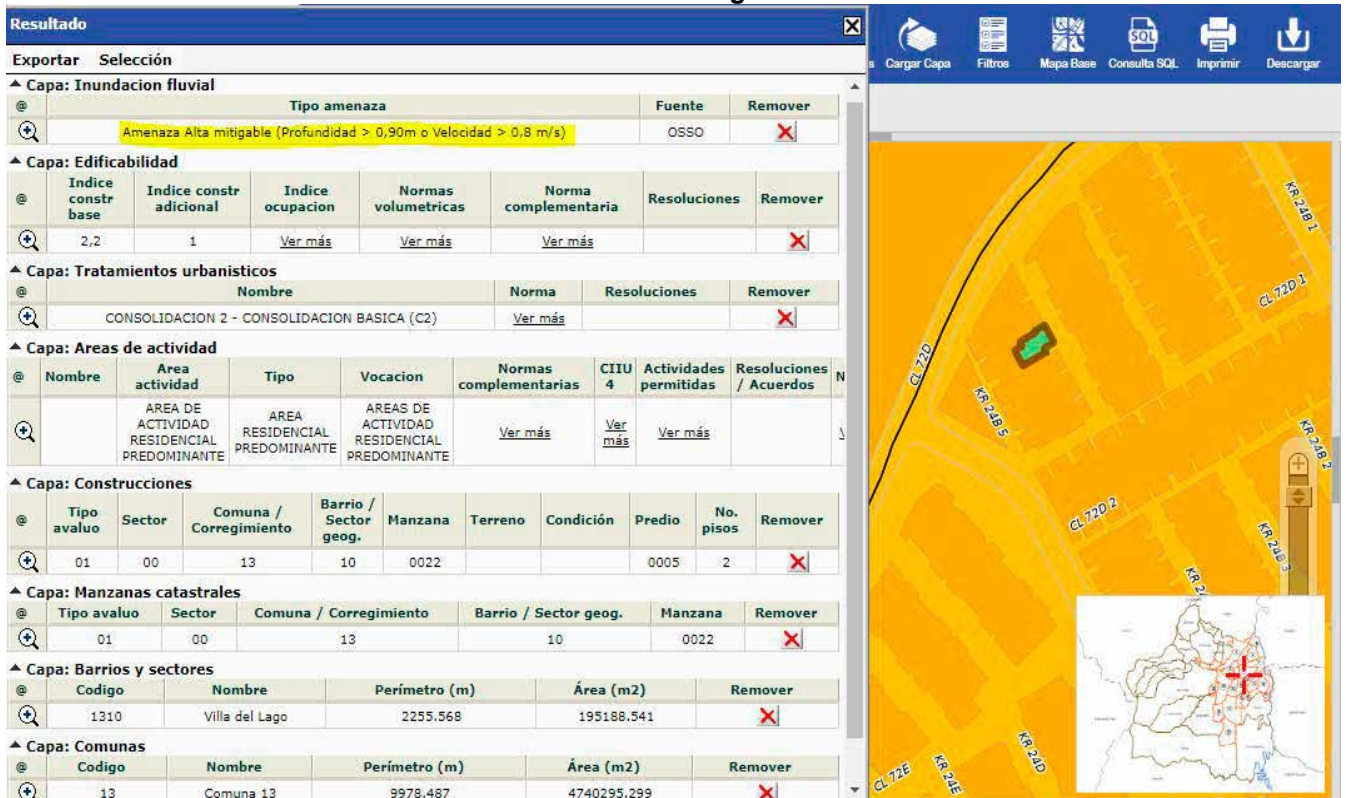 Resultado
Exportar Selección
Cargar Capa Filtros Mapa Base Consulta SQL Imprimir Descargar
Capa: Inundacion fluvial
@ Tipo amenaza Fuente Remover
Amenaza Alta mitigable (Profundidad > 0,90m o Velocidad > 0,8 m/s) OSSO
Capa: Edificabilidad
@ Indice constr base Indice constr adicional Indice ocupacion Normas volumetricas Norma complementaria Resoluciones Remover
2,2 1 Ver más Ver más Ver más
Capa: Tratamientos urbanisticos
@ Nombre Norma Resoluciones Remover
CONSOLIDACION 2 - CONSOLIDACION BASICA (C2) Ver más
Capa: Areas de actividad
@ Nombre Area actividad Tipo Vocacion Normas complementarias CIIU 4 Actividades permitidas Resoluciones / Acuerdos N
AREA DE ACTIVIDAD RESIDENCIAL PREDOMINANTE AREA RESIDENCIAL PREDOMINANTE AREAS DE ACTIVIDAD RESIDENCIAL PREDOMINANTE Ver más Ver más Ver más
Capa: Construcciones
@ Tipo avaluo Sector Comuna / Corregimiento Barrio / Sector geog. Manzana Terreno Condición Predio No. pisos Remover
01 00 13 10 0022 0005 2
Capa: Manzanas catastrales
@ Tipo avaluo Sector Comuna / Corregimiento Barrio / Sector geog. Manzana Remover
01 00 13 10 0022
Capa: Barrios y sectores
@ Codigo Nombre Perímetro (m) Área (m2) Remover
1310 Villa del Lago 2255.568 195188.541
Capa: Comunas
@ Codigo Nombre Perímetro (m) Área (m2) Remover
13 Comuna 13 9978.487 4740295.299
KR 24B 1
CL 72D 1
CL 72D
KR 24B 5
KR 24B 2
CL 72D 2
KR 24B 3
KR 24D
CL 72E
KR 24E